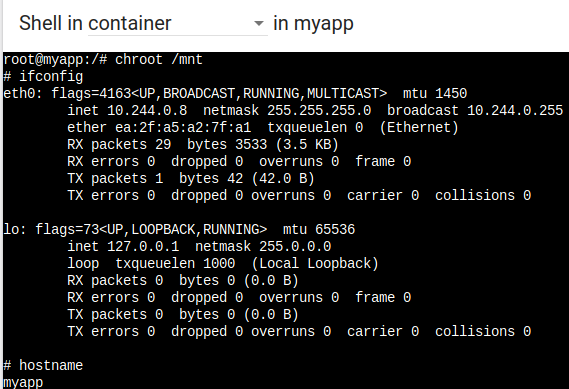 Shell in container in myapp
root@myapp:/# chroot /mnt
# ifconfig
eth0: flags=4163<UP,BROADCAST,RUNNING,MULTICAST>  mtu 1450
        inet 10.244.0.8  netmask 255.255.255.0  broadcast 10.244.0.255
        ether ea:2f:a5:a2:7f:a1  txqueuelen 0  (Ethernet)
        RX packets 29  bytes 3533 (3.5 KB)
        RX errors 0  dropped 0  overruns 0  frame 0
        TX packets 1  bytes 42 (42.0 B)
        TX errors 0  dropped 0 overruns 0  carrier 0  collisions 0

lo: flags=73<UP,LOOPBACK,RUNNING>  mtu 65536
        inet 127.0.0.1  netmask 255.0.0.0
        loop  txqueuelen 1000  (Local Loopback)
        RX packets 0  bytes 0 (0.0 B)
        RX errors 0  dropped 0  overruns 0  frame 0
        TX packets 0  bytes 0 (0.0 B)
        TX errors 0  dropped 0 overruns 0  carrier 0  collisions 0

# hostname
myapp